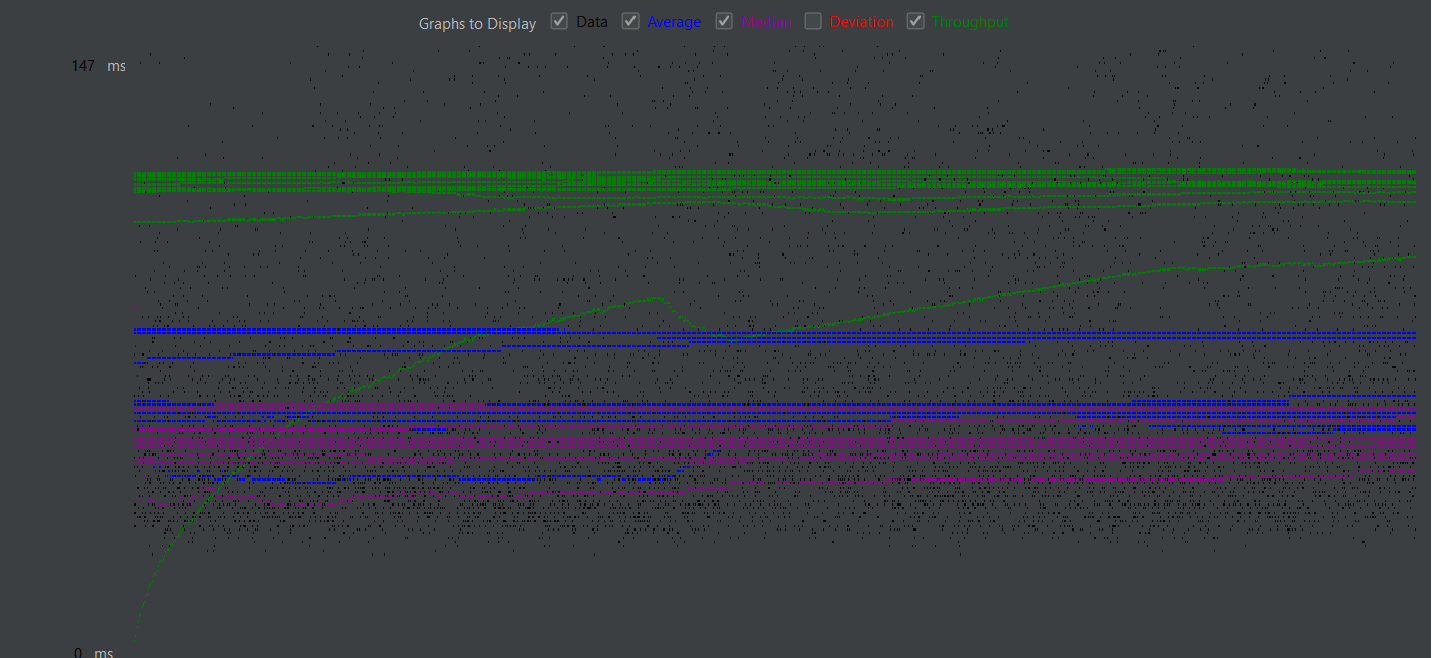 Graphs to Display Data Average Median Deviation Throughput
147 ms
0 ms